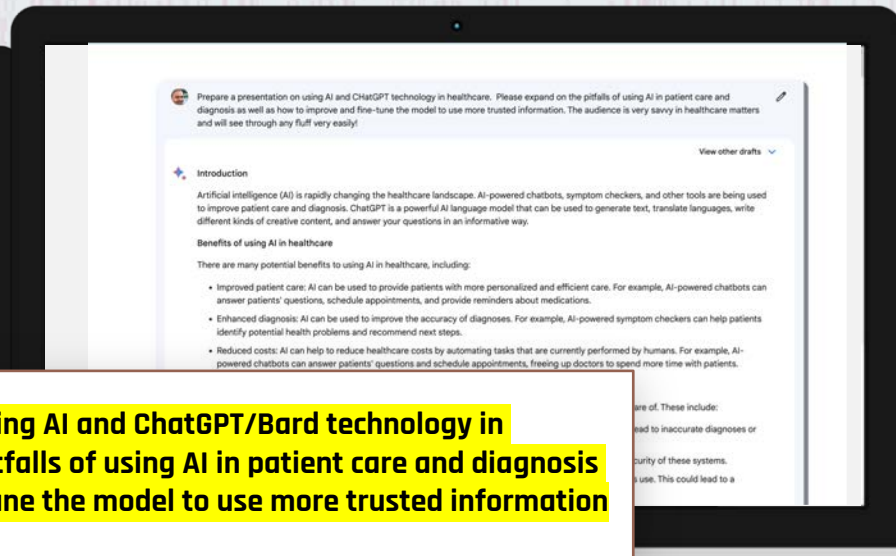 Prepare a presentation on using AI and CHatGPT technology in healthcare. Please expand on the pitfalls of using AI in patient care and
diagnosis as well as how to improve and fine-tune the model to use more trusted information. The audience is very savvy in healthcare matters
and will see through any fluff very easily!
View other drafts
Introduction
Artificial intelligence (AI) is rapidly changing the healthcare landscape. AI-powered chatbots, symptom checkers, and other tools are being used
to improve patient care and diagnosis. ChatGPT is a powerful AI language model that can be used to generate text, translate languages, write
different kinds of creative content, and answer your questions in an informative way.
Benefits of using AI in healthcare
There are many potential benefits to using AI in healthcare, including:
• Improved patient care: AI can be used to provide patients with more personalized and efficient care. For example, AI-powered chatbots can
answer patients' questions, schedule appointments, and provide reminders about medications.
• Enhanced diagnosis: AI can be used to improve the accuracy of diagnoses. For example, AI-powered symptom checkers can help patients
identify potential health problems and recommend next steps.
• Reduced costs: AI can help to reduce healthcare costs by automating tasks that are currently performed by humans. For example, AI-
powered chatbots can answer patients' questions and schedule appointments, freeing up doctors to spend more time with patients.
are of. These include:
ead to inaccurate diagnoses or
curity of these systems.
s use. This could lead to a
ing AI and ChatGPT/Bard technology in
tfalls of using AI in patient care and diagnosis
une the model to use more trusted information